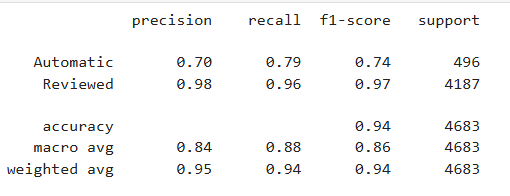 precision recall f1-score support
Automatic 0.70 0.79 0.74 496
Reviewed 0.98 0.96 0.97 4187
accuracy 0.94 4683
macro avg 0.84 0.88 0.86 4683
weighted avg 0.95 0.94 0.94 4683